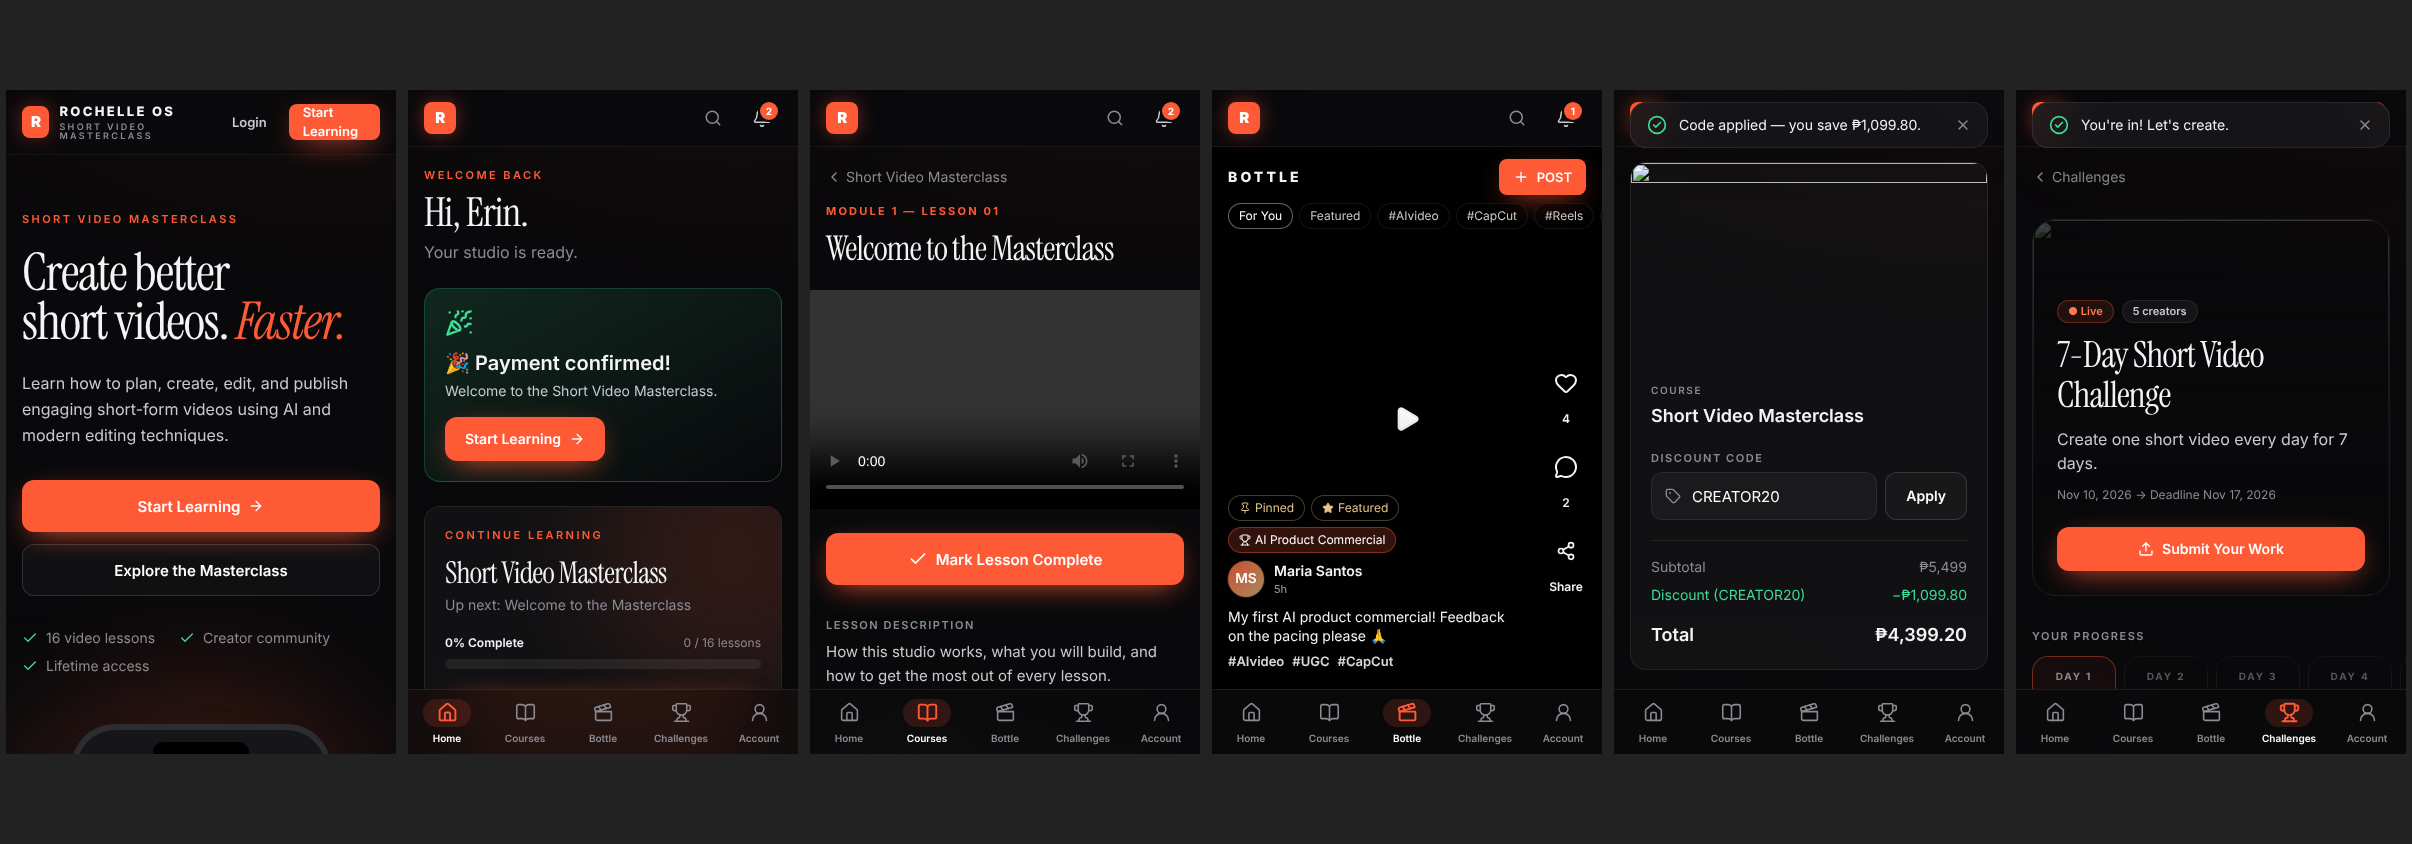 R
ROCHELLE OS
SHORT VIDEO
MASTERCLASS
Login
Start
Learning
SHORT VIDEO MASTERCLASS
Create better
short videos. Faster.
Learn how to plan, create, edit, and publish
engaging short-form videos using AI and
modern editing techniques.
Start Learning →
Explore the Masterclass
16 video lessons
Creator community
Lifetime access
R
2
WELCOME BACK
Hi, Erin.
Your studio is ready.
🎉 Payment confirmed!
Welcome to the Short Video Masterclass.
Start Learning →
CONTINUE LEARNING
Short Video Masterclass
Up next: Welcome to the Masterclass
0% Complete
0 / 16 lessons
Home
Courses
Bottle
Challenges
Account
R
2
Short Video Masterclass
MODULE 1 — LESSON 01
Welcome to the Masterclass
0:00
Mark Lesson Complete
LESSON DESCRIPTION
How this studio works, what you will build, and
how to get the most out of every lesson.
Home
Courses
Bottle
Challenges
Account
R
1
BOTTLE
+ POST
For You
Featured
#AIvideo
#CapCut
#Reels
4
2
Share
Pinned
Featured
AI Product Commercial
MS
Maria Santos
5h
My first AI product commercial! Feedback
on the pacing please 🙏
#AIvideo #UGC #CapCut
Home
Courses
Bottle
Challenges
Account
Code applied — you save ₱1,099.80.
COURSE
Short Video Masterclass
DISCOUNT CODE
CREATOR20
Apply
Subtotal
₱5,499
Discount (CREATOR20)
−₱1,099.80
Total
₱4,399.20
Home
Courses
Bottle
Challenges
Account
You're in! Let's create.
Challenges
Live
5 creators
7-Day Short Video
Challenge
Create one short video every day for 7
days.
Nov 10, 2026 → Deadline Nov 17, 2026
Submit Your Work
YOUR PROGRESS
DAY 1
DAY 2
DAY 3
DAY 4
Home
Courses
Bottle
Challenges
Account